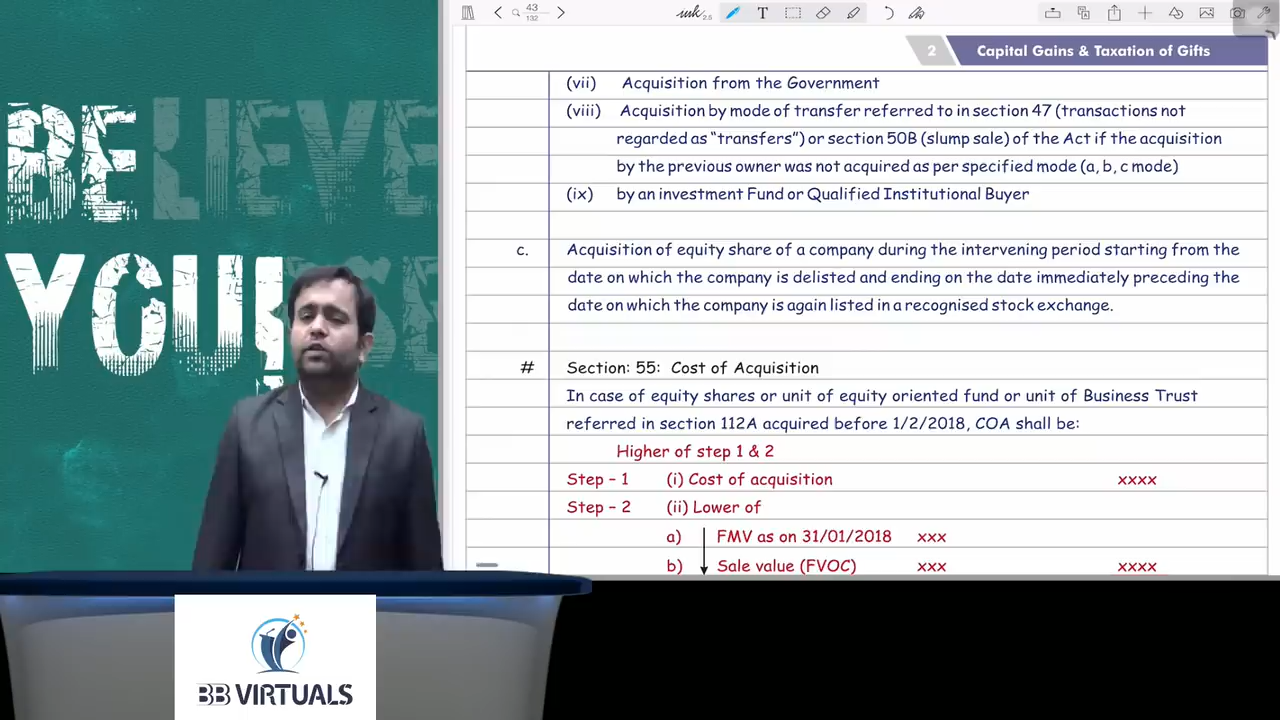 BELIEVE
YOU!
43
132
ink 2.5
T
2 Capital Gains & Taxation of Gifts
(vii) Acquisition from the Government
(viii) Acquisition by mode of transfer referred to in section 47 (transactions not
regarded as “transfers”) or section 50B (slump sale) of the Act if the acquisition
by the previous owner was not acquired as per specified mode (a, b, c mode)
(ix) by an investment Fund or Qualified Institutional Buyer
c. Acquisition of equity share of a company during the intervening period starting from the
date on which the company is delisted and ending on the date immediately preceding the
date on which the company is again listed in a recognised stock exchange.
# Section: 55: Cost of Acquisition
In case of equity shares or unit of equity oriented fund or unit of Business Trust
referred in section 112A acquired before 1/2/2018, COA shall be:
Higher of step 1 & 2
Step – 1 (i) Cost of acquisition xxxx
Step – 2 (ii) Lower of
a) FMV as on 31/01/2018 xxx
b) Sale value (FVOC) xxx xxxx
BB VIRTUALS